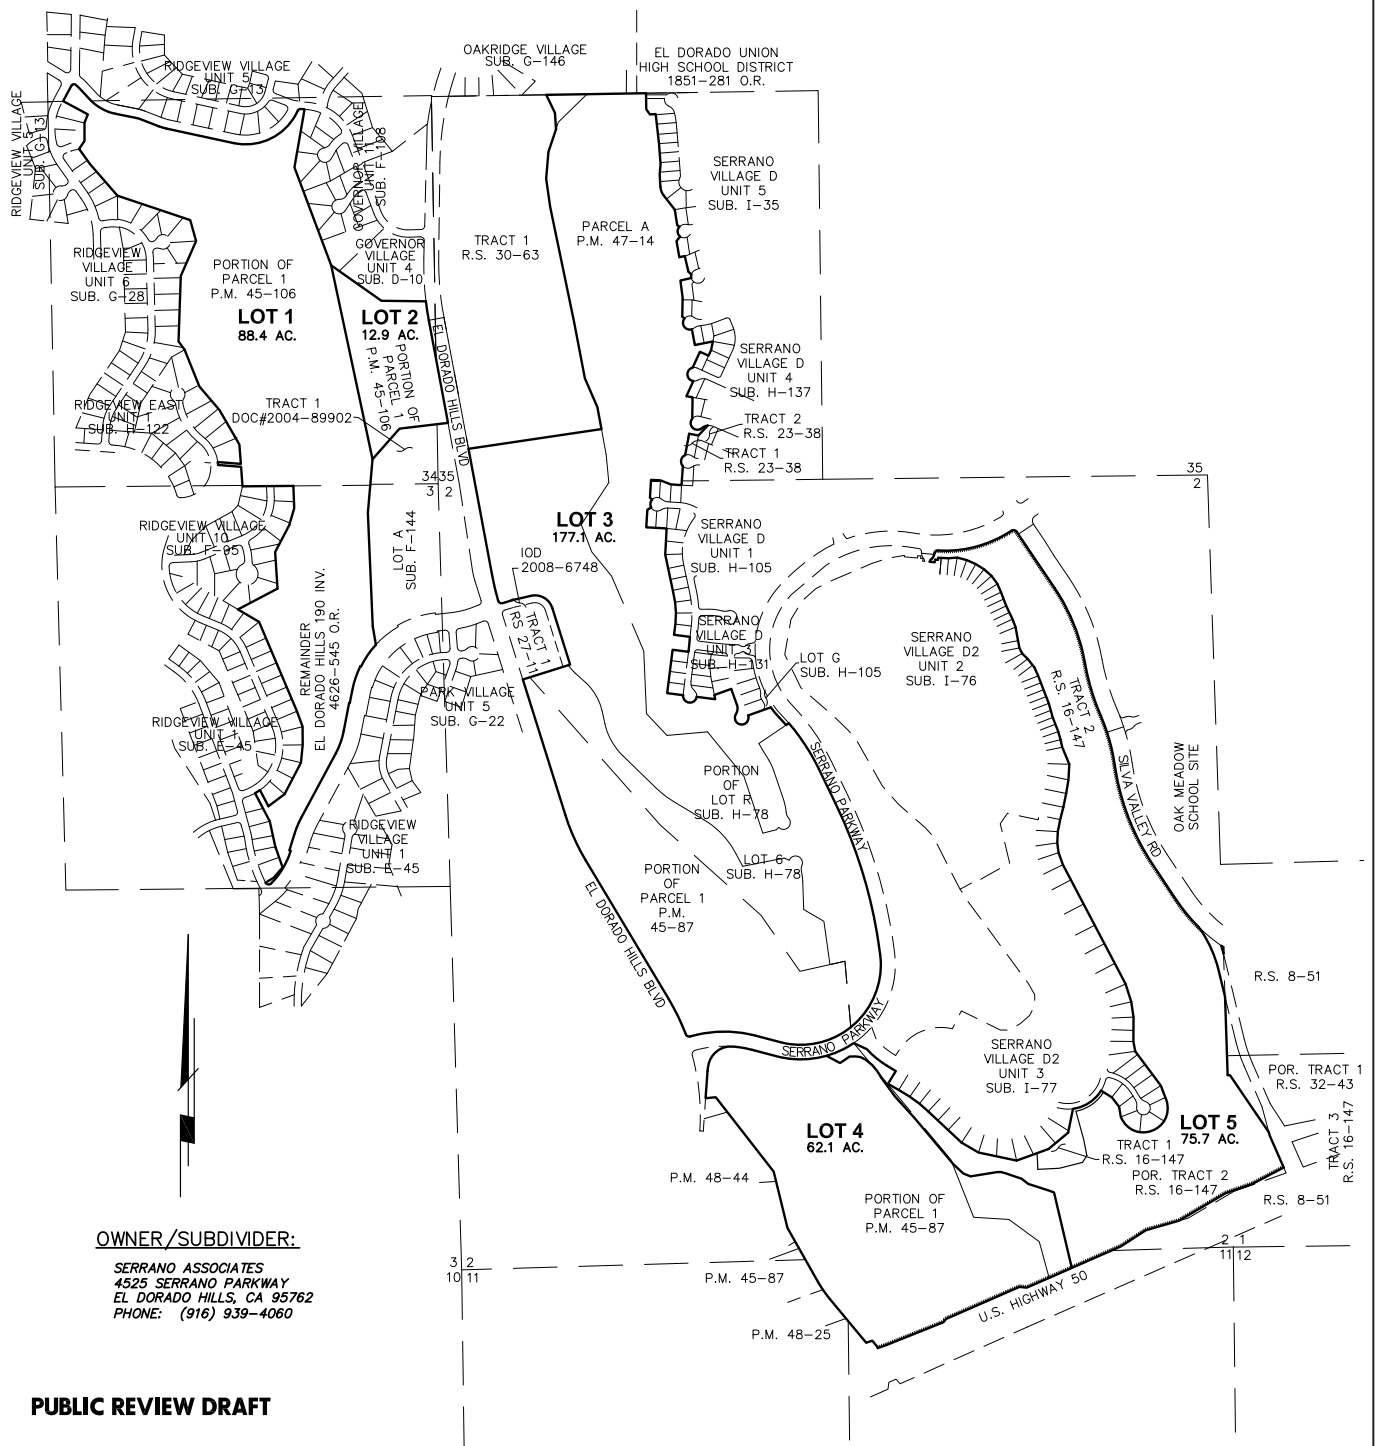 OAKRIDGE VILLAGE
SUB. G-146
EL DORADO UNION
HIGH SCHOOL DISTRICT
1851-281 O.R.
RIDGEVIEW VILLAGE
UNIT 5
SUB. G-13
RIDGEVIEW VILLAGE
SUB. G-13
GOVERNOR VILLAGE
UNIT 1
SUB. F-108
SERRANO
VILLAGE D
UNIT 5
SUB. I-35
PARCEL A
P.M. 47-14
TRACT 1
R.S. 30-63
GOVERNOR
VILLAGE
UNIT 4
SUB. D-10
RIDGEVIEW
VILLAGE
UNIT 6
SUB. G-28
PORTION OF
PARCEL 1
P.M. 45-106
LOT 1
88.4 AC.
LOT 2
12.9 AC.
PORTION OF
PARCEL 1
P.M. 45-106
EL DORADO HILLS BLVD
SERRANO
VILLAGE D
UNIT 4
SUB. H-137
RIDGEVIEW EAST
UNIT 1
SUB. H-122
TRACT 1
DOC#2004-89902
TRACT 2
R.S. 23-38
TRACT 1
R.S. 23-38
34 35
3 2
35
2
LOT 3
177.1 AC.
RIDGEVIEW VILLAGE
UNIT 10
SUB. F-95
LOT A
SUB. F-144
IOD
2008-6748
SERRANO
VILLAGE D
UNIT 1
SUB. H-105
REMAINDER
EL DORADO HILLS 190 INV.
4626-545 O.R.
TRACT 1
RS 27-11
SERRANO
VILLAGE D
UNIT 3
SUB. H-131
LOT G
SUB. H-105
SERRANO
VILLAGE D2
UNIT 2
SUB. I-76
TRACT 2
R.S. 16-147
PARK VILLAGE
UNIT 5
SUB. G-22
RIDGEVIEW VILLAGE
UNIT 1
SUB. E-45
SERRANO PARKWAY
SILVA VALLEY RD
OAK MEADOW
SCHOOL SITE
PORTION
OF
LOT R
SUB. H-78
RIDGEVIEW
VILLAGE
UNIT 1
SUB. E-45
LOT 6
SUB. H-78
PORTION
OF
PARCEL 1
P.M.
45-87
EL DORADO HILLS BLVD
R.S. 8-51
SERRANO PARKWAY
SERRANO
VILLAGE D2
UNIT 3
SUB. I-77
POR. TRACT 1
R.S. 32-43
TRACT 3
R.S. 16-147
LOT 4
62.1 AC.
LOT 5
75.7 AC.
TRACT 1
R.S. 16-147
POR. TRACT 2
R.S. 16-147
P.M. 48-44
PORTION OF
PARCEL 1
P.M. 45-87
R.S. 8-51
2 1
11 12
3 2
10 11
P.M. 45-87
U.S. HIGHWAY 50
P.M. 48-25
OWNER/SUBDIVIDER:
SERRANO ASSOCIATES
4525 SERRANO PARKWAY
EL DORADO HILLS, CA 95762
PHONE: (916) 939-4060
PUBLIC REVIEW DRAFT